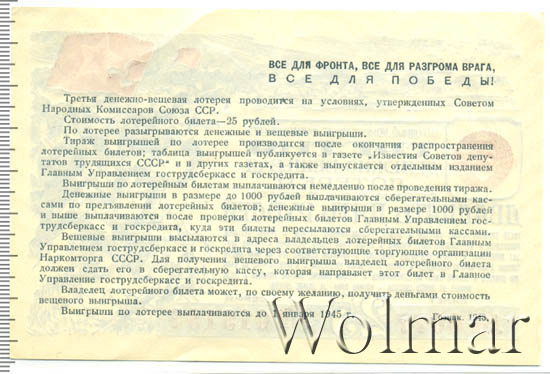 ВСЕ ДЛЯ ФРОНТА, ВСЕ ДЛЯ РАЗГРОМА ВРАГА,
ВСЕ ДЛЯ ПОБЕДЫ!
Третья денежно-вещевая лотерея проводится на условиях, утвержденных Советом
Народных Комиссаров Союза ССР.
Стоимость лотерейного билета—25 рублей.
По лотерее разыгрываются денежные и вещевые выигрыши.
Тираж выигрышей по лотерее производится после окончания распространения
лотерейных билетов; таблица выигрышей публикуется в газете „Известия Советов депу-
татов трудящихся СССР" и в других газетах, а также выпускается отдельным изданием
Главным Управлением гострудсберкасс и госкредита.
Выигрыши по лотерейным билетам выплачиваются немедленно после проведения тиража.
Денежные выигрыши в размере до 1000 рублей выплачиваются сберегательными кас-
сами по предъявлении лотерейных билетов; денежные выигрыши в размере 1000 рублей
и выше выплачиваются после проверки лотерейных билетов Главным Управлением гос-
трудсберкасс и госкредита, куда эти билеты пересылаются сберегательными кассами.
Вещевые выигрыши высылаются в адреса владельцев лотерейных билетов Главным
Управлением гострудсберкасс и госкредита через соответствующие торгующие организации
Наркомторга СССР. Для получения вещевого выигрыша владелец лотерейного билета
должен сдать его в сберегательную кассу, которая направляет этот билет в Главное
Управление гострудсберкасс и госкредита.
Владелец лотерейного билета может, по своему желанию, получить деньгами стоимость
вещевого выигрыша.
Выигрыши по лотерее выплачиваются до 1 января 1945 г.
Гознак. 1943.
Wolmar